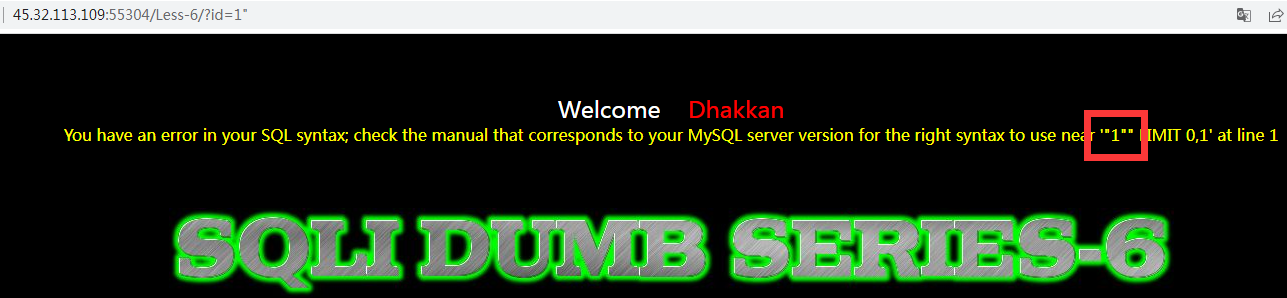 45.32.113.109:55304/Less-6/?id=1"
Welcome Dhakkan
You have an error in your SQL syntax; check the manual that corresponds to your MySQL server version for the right syntax to use near '"1"" LIMIT 0,1' at line 1
SQLI DUMB SERIES-6